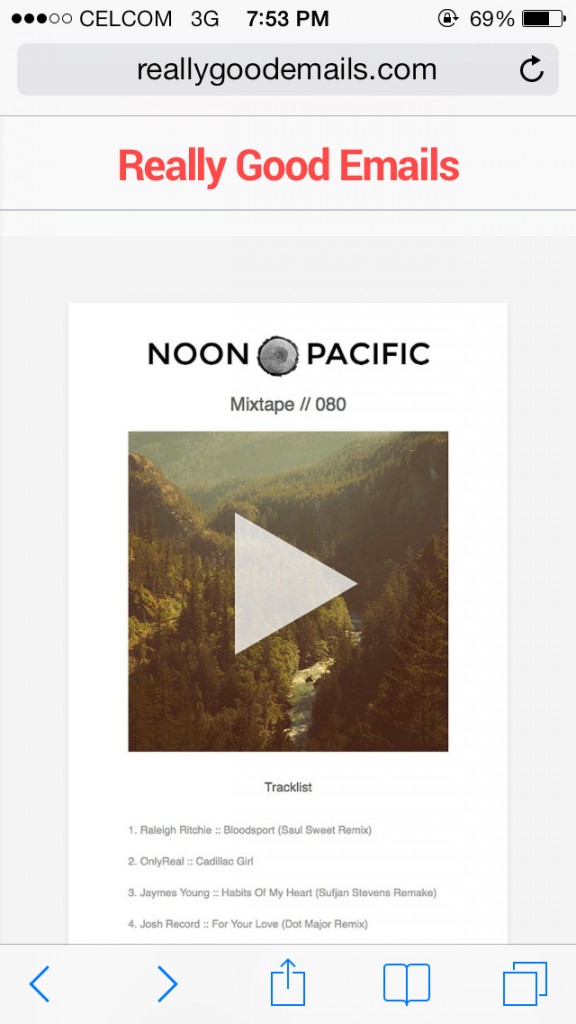 CELCOM 3G 7:53 PM 69%
reallygoodemails.com
Really Good Emails
NOON PACIFIC
Mixtape // 080
Tracklist
1. Raleigh Ritchie :: Bloodsport (Saul Sweet Remix)
2. OnlyReal :: Cadillac Girl
3. Jaymes Young :: Habits Of My Heart (Sufjan Stevens Remake)
4. Josh Record :: For Your Love (Dot Major Remix)